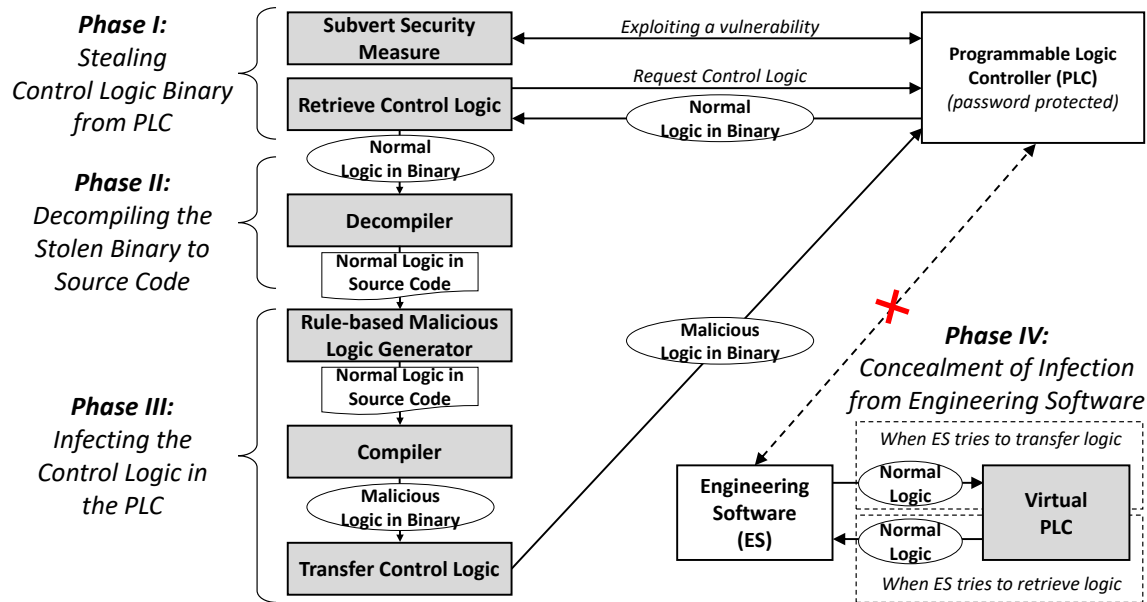 Phase I:
Stealing
Control Logic Binary
from PLC
Subvert Security
Measure
Exploiting a vulnerability
Programmable Logic
Controller (PLC)
(password protected)
Request Control Logic
Retrieve Control Logic
Normal
Logic in Binary
Normal
Logic in Binary
Phase II:
Decompiling the
Stolen Binary to
Source Code
Decompiler
Normal Logic in
Source Code
Phase III:
Infecting the
Control Logic in
the PLC
Rule-based Malicious
Logic Generator
Normal Logic in
Source Code
Compiler
Malicious
Logic in Binary
Transfer Control Logic
Malicious
Logic in Binary
Phase IV:
Concealment of Infection
from Engineering Software
When ES tries to transfer logic
Engineering
Software
(ES)
Normal
Logic
Virtual
PLC
Normal
Logic
When ES tries to retrieve logic